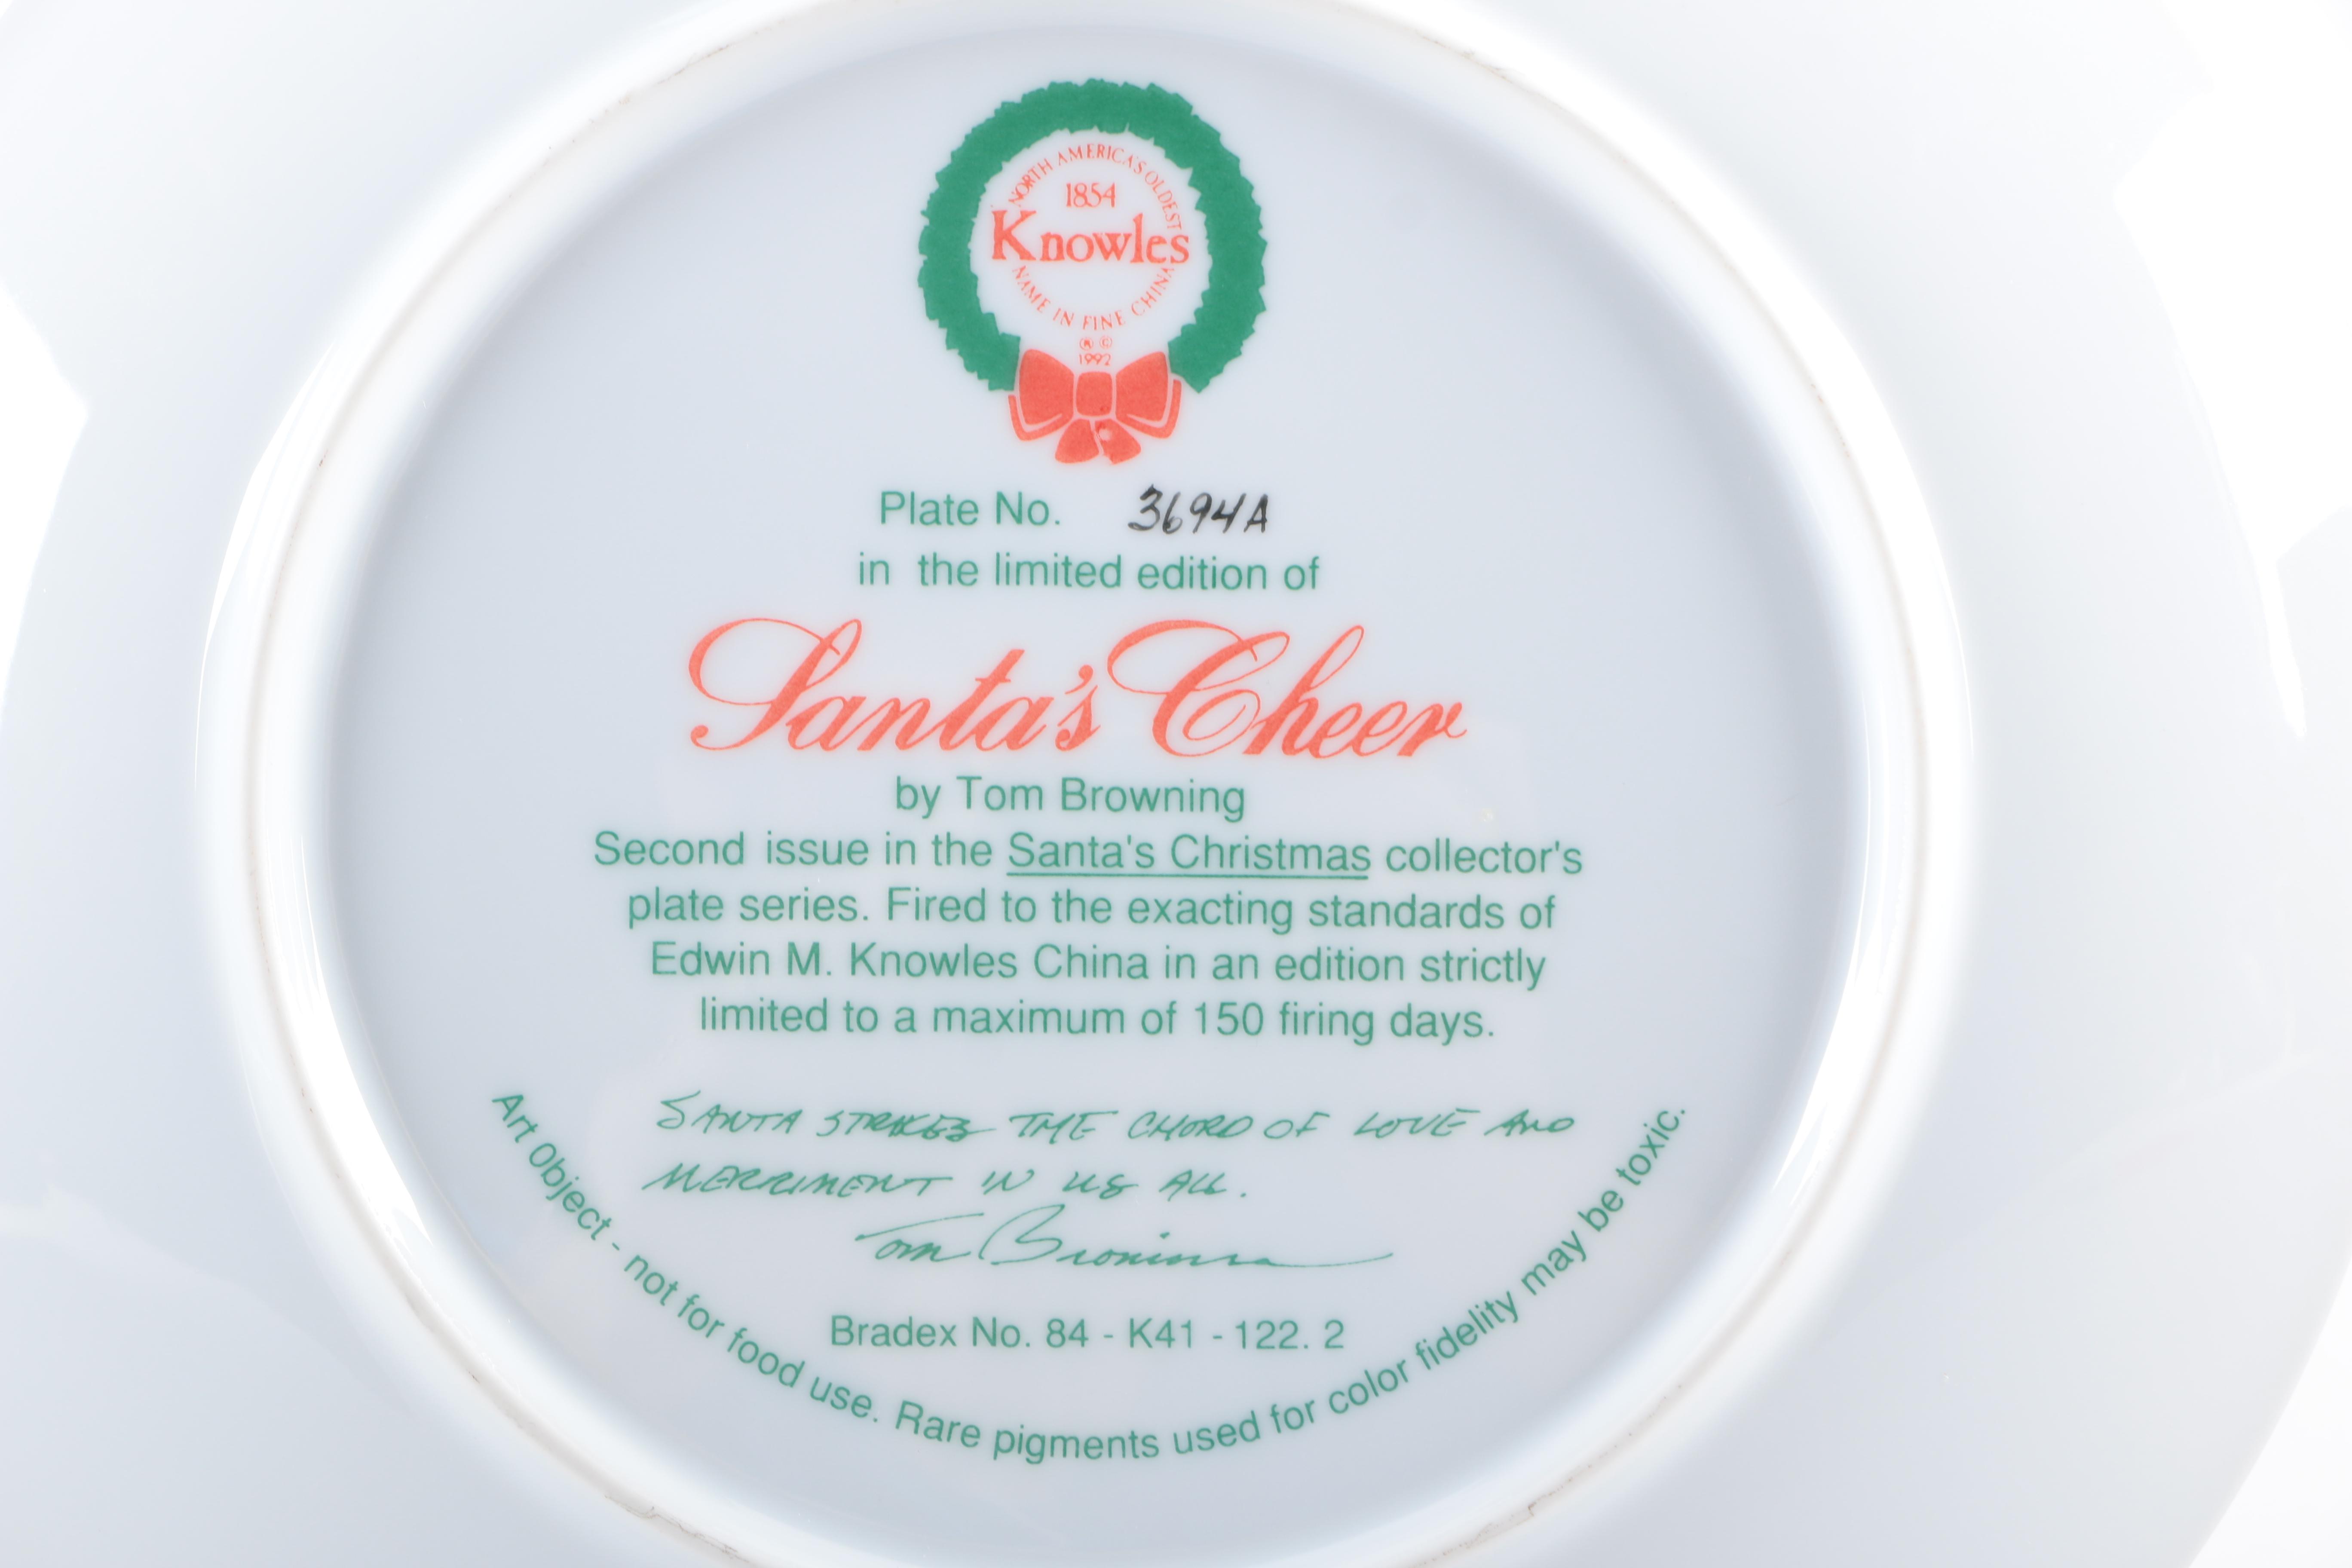 NORTH AMERICA'S OLDEST
1854
Knowles
NAME IN FINE CHINA
® ©
1992
Plate No. 3694A
in the limited edition of
Santa's Cheer
by Tom Browning
Second issue in the Santa's Christmas collector's
plate series. Fired to the exacting standards of
Edwin M. Knowles China in an edition strictly
limited to a maximum of 150 firing days.
SANTA STRIKES THE CHORD OF LOVE AND
MERRIMENT IN US ALL.
Tom Browning
Bradex No. 84 - K41 - 122. 2
Art Object - not for food use. Rare pigments used for color fidelity may be toxic.